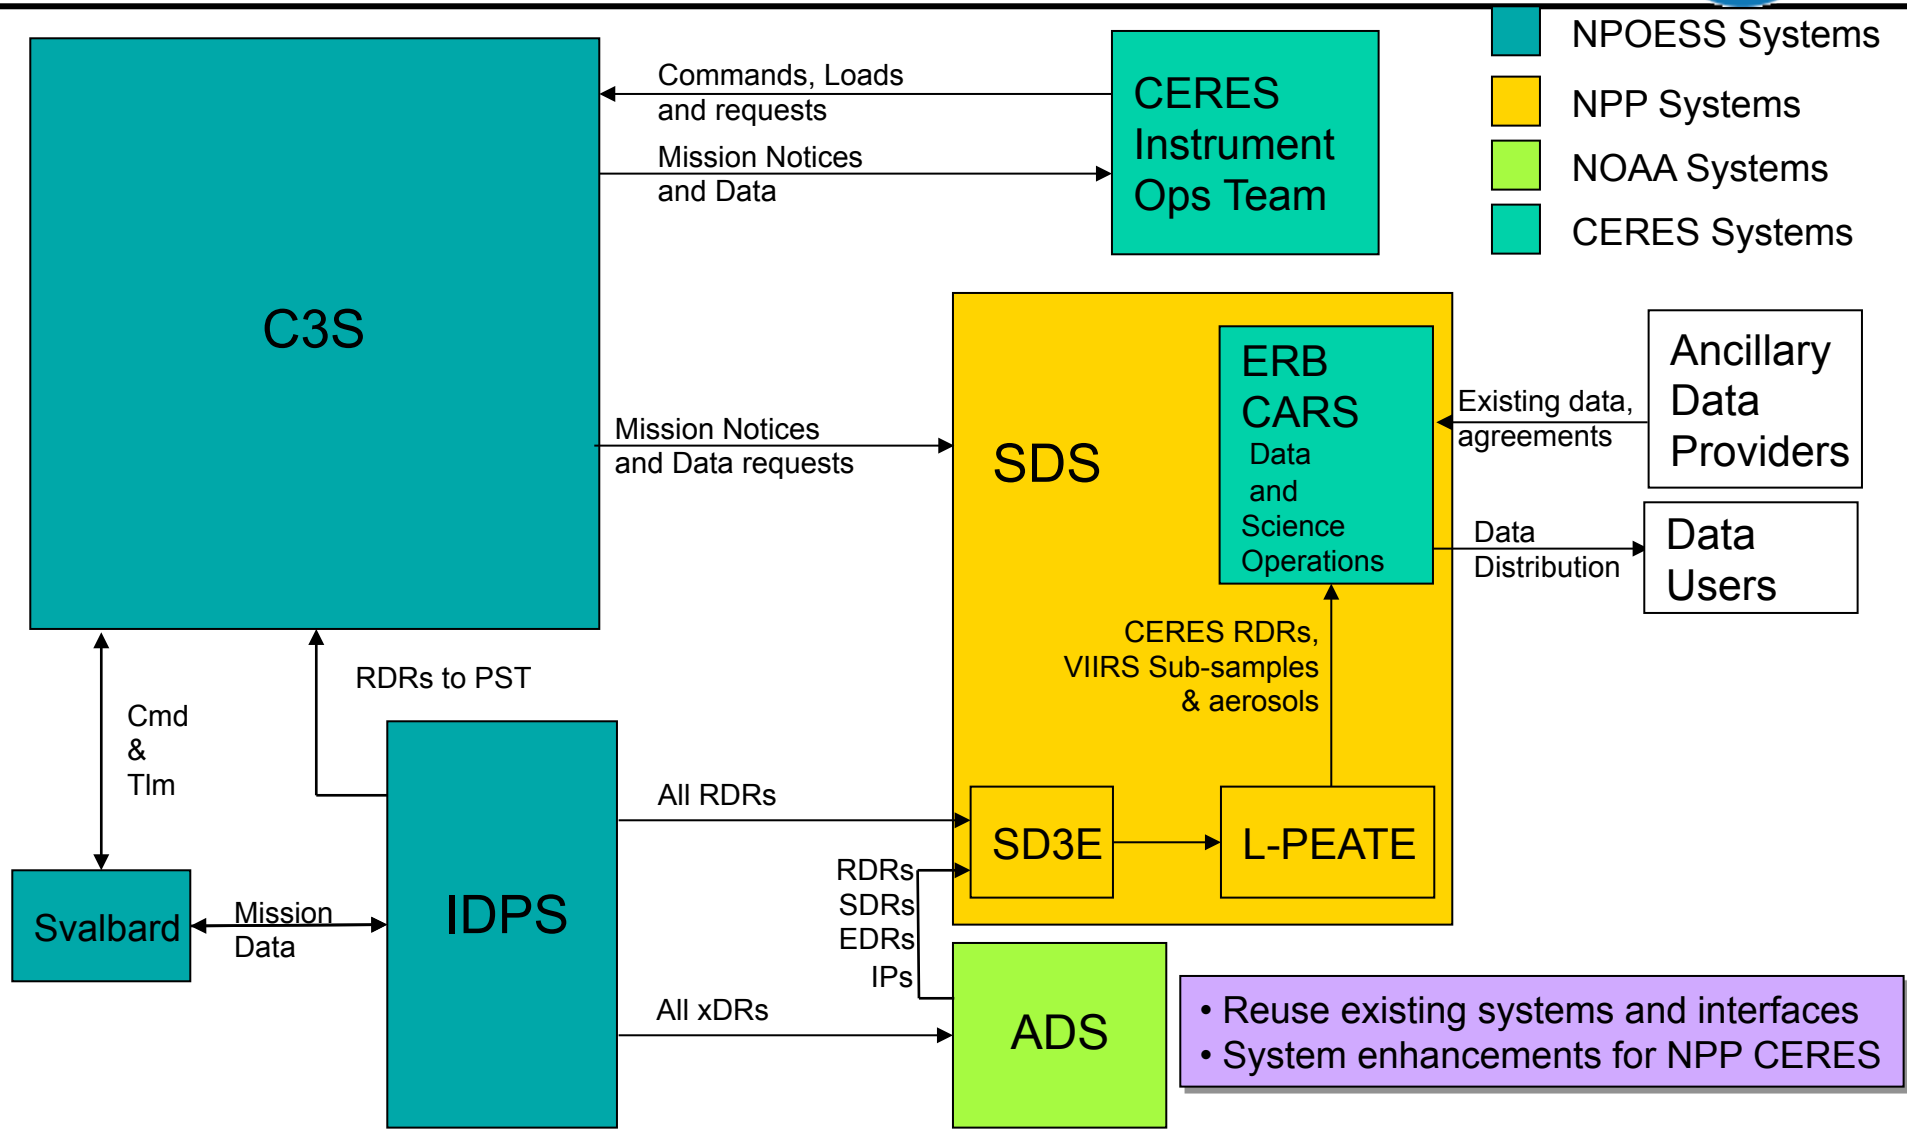 NPOESS Systems
NPP Systems
NOAA Systems
CERES Systems
C3S
Commands, Loads
and requests
Mission Notices
and Data
CERES
Instrument
Ops Team
Mission Notices
and Data requests
SDS
ERB
CARS
Data
and
Science
Operations
Existing data,
agreements
Ancillary
Data
Providers
Data
Distribution
Data
Users
CERES RDRs,
VIIRS Sub-samples
& aerosols
RDRs to PST
Cmd
&
Tlm
Svalbard
Mission
Data
IDPS
All RDRs
SD3E
L-PEATE
RDRs
SDRs
EDRs
IPs
All xDRs
ADS
• Reuse existing systems and interfaces
• System enhancements for NPP CERES